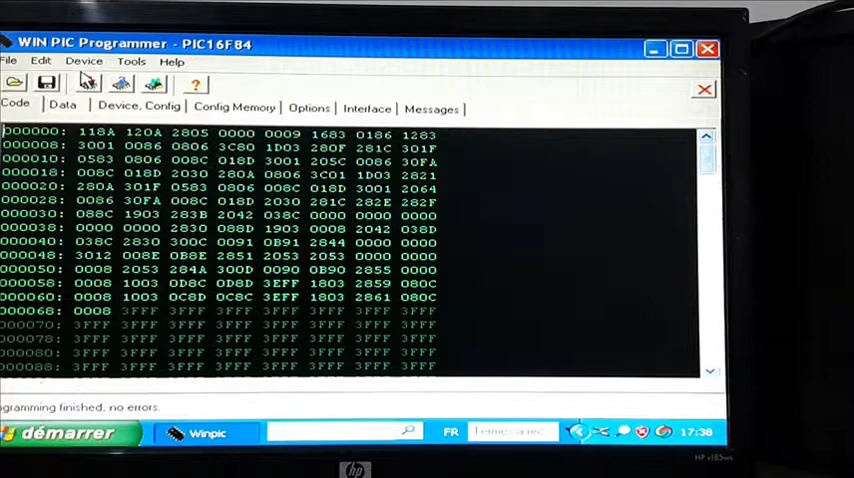 WIN PIC Programmer - PIC16F84
File Edit Device Tools Help
Code Data Device, Config Config Memory Options Interface Messages
000000: 118A 120A 2805 0000 0009 1683 0186 1283
000008: 3001 0086 0806 3C80 1D03 280F 281C 301F
000010: 0583 0806 008C 018D 3001 205C 0086 30FA
000018: 008C 018D 2030 280A 0806 3C01 1D03 2821
000020: 280A 301F 0583 0806 008C 018D 3001 2064
000028: 0086 30FA 008C 018D 2030 281C 282E 282F
000030: 088C 1903 283B 2042 038C 0000 0000 0000
000038: 0000 0000 2830 088D 1903 0008 2042 038D
000040: 038C 2830 300C 0091 0B91 2844 0000 0000
000048: 3012 008E 0B8E 2851 2053 2053 0000 0000
000050: 0008 2053 284A 300D 0090 0B90 2855 0000
000058: 0008 1003 0D8C 0D8D 3EFF 1803 2859 080C
000060: 0008 1003 0C8D 0C8C 3EFF 1803 2861 080C
000068: 0008 3FFF 3FFF 3FFF 3FFF 3FFF 3FFF 3FFF
000070: 3FFF 3FFF 3FFF 3FFF 3FFF 3FFF 3FFF 3FFF
000078: 3FFF 3FFF 3FFF 3FFF 3FFF 3FFF 3FFF 3FFF
000080: 3FFF 3FFF 3FFF 3FFF 3FFF 3FFF 3FFF 3FFF
000088: 3FFF 3FFF 3FFF 3FFF 3FFF 3FFF 3FFF 3FFF
ogramming finished, no errors.
démarrer Winpic FR 17:38
hp
HP v185ws